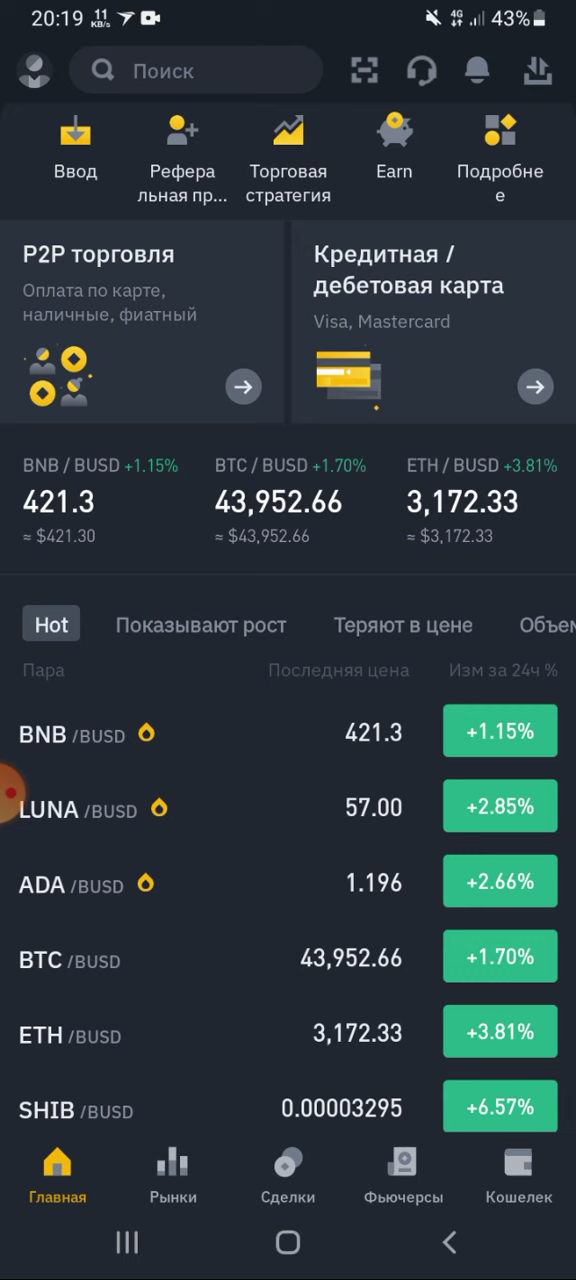 20:19 11 KB/s 4G 43%
Поиск
Ввод Рефера Торговая Earn Подробне
льная пр... стратегия е
P2P торговля Кредитная /
дебетовая карта
Оплата по карте,
наличные, фиатный Visa, Mastercard
BNB / BUSD +1.15% BTC / BUSD +1.70% ETH / BUSD +3.81%
421.3 43,952.66 3,172.33
≈ $421.30 ≈ $43,952.66 ≈ $3,172.33
Hot Показывают рост Теряют в цене Объем
Пара Последняя цена Изм за 24ч %
BNB /BUSD 421.3 +1.15%
LUNA /BUSD 57.00 +2.85%
ADA /BUSD 1.196 +2.66%
BTC /BUSD 43,952.66 +1.70%
ETH /BUSD 3,172.33 +3.81%
SHIB /BUSD 0.00003295 +6.57%
Главная Рынки Сделки Фьючерсы Кошелек